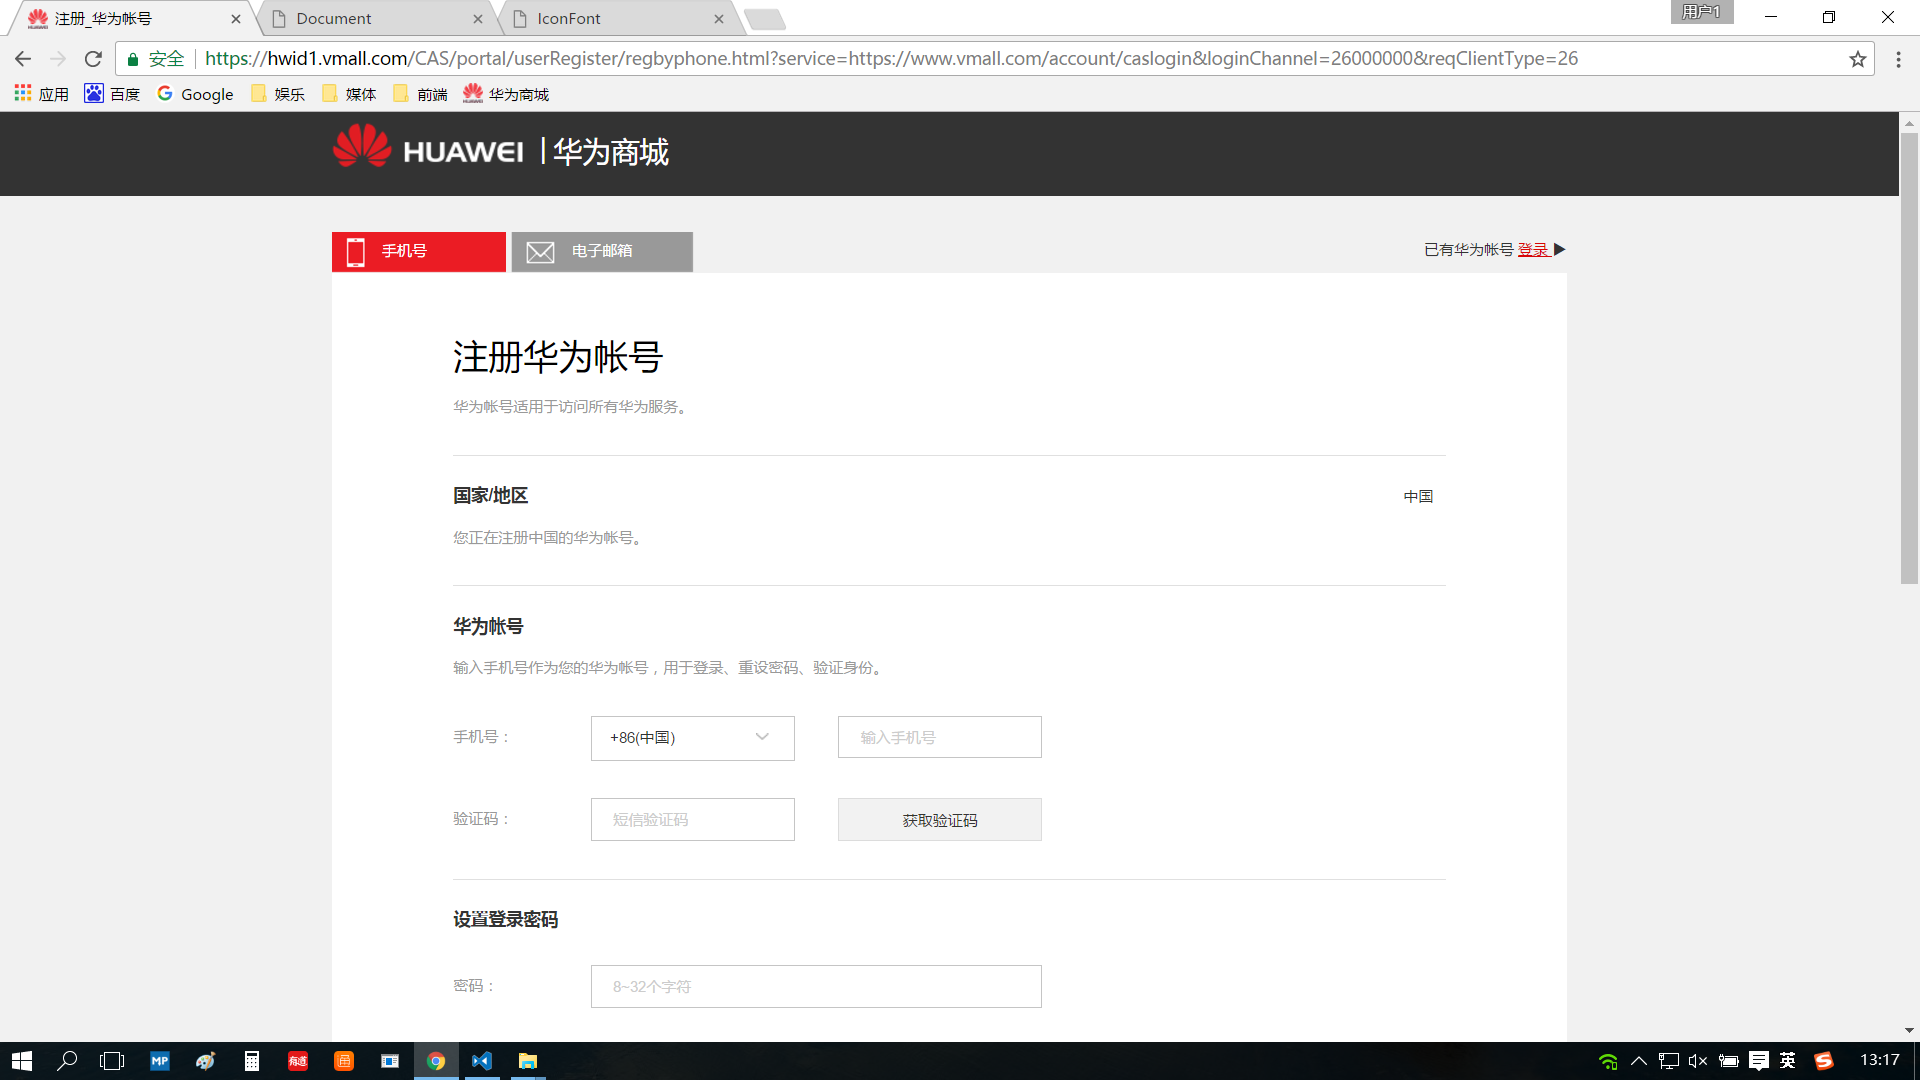 注册_华为帐号
Document
IconFont
用户1
安全
https://hwid1.vmall.com/CAS/portal/userRegister/regbyphone.html?service=https://www.vmall.com/account/caslogin&loginChannel=26000000&reqClientType=26
应用 百度 Google 娱乐 媒体 前端 华为商城
HUAWEI | 华为商城
手机号
电子邮箱
已有华为帐号 登录
注册华为帐号
华为帐号适用于访问所有华为服务。
国家/地区
中国
您正在注册中国的华为帐号。
华为帐号
输入手机号作为您的华为帐号，用于登录、重设密码、验证身份。
手机号：
+86(中国)
输入手机号
验证码：
短信验证码
获取验证码
设置登录密码
密码：
8~32个字符
MP
有道
英
13:17